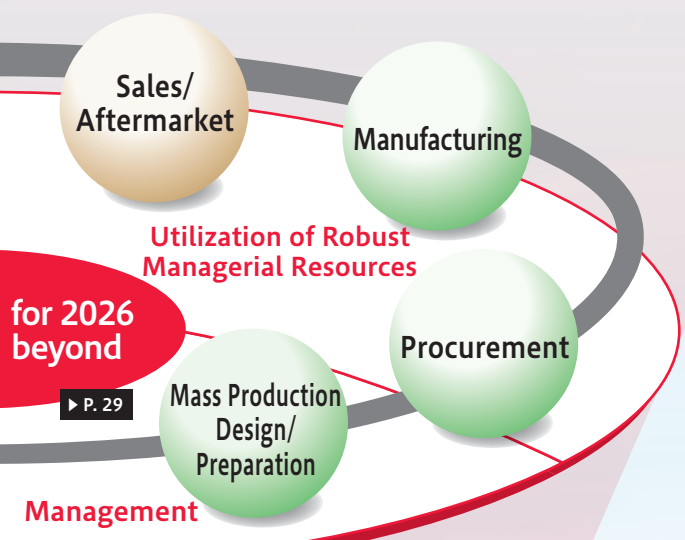 Sales/
Aftermarket
Manufacturing
Utilization of Robust
Managerial Resources
for 2026
beyond
P. 29
Procurement
Mass Production
Design/
Preparation
Management